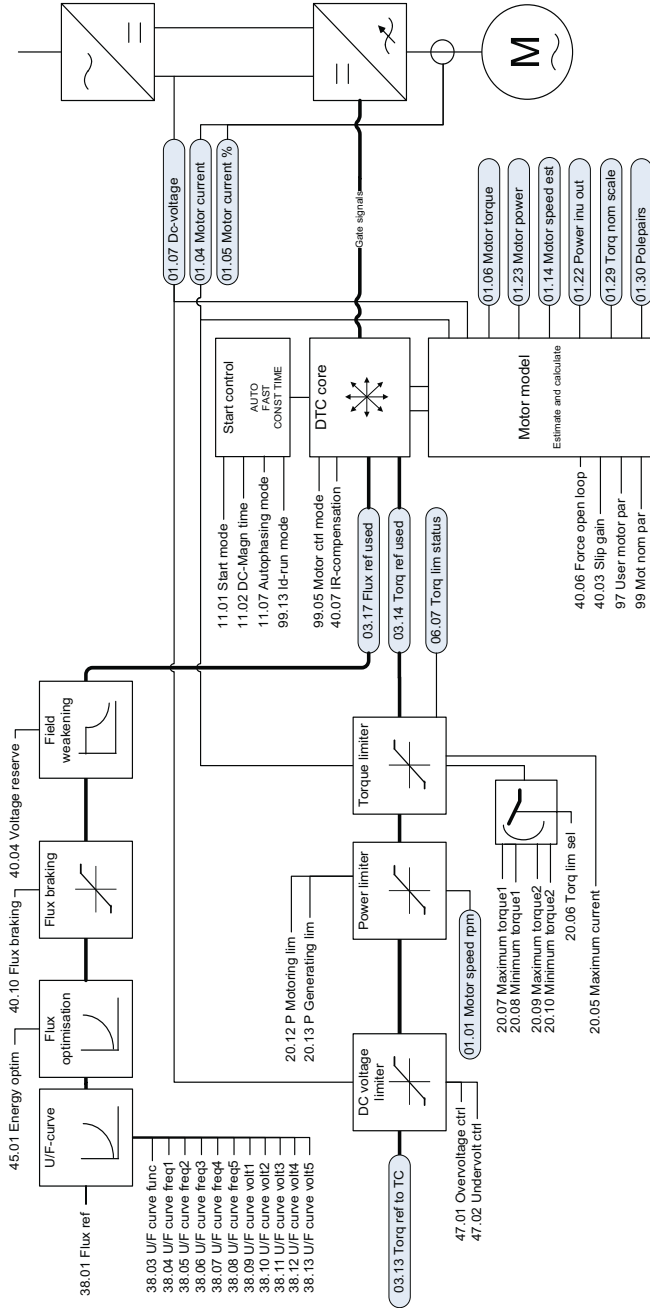 38.01 Flux ref
U/F-curve
38.03 U/F curve func
38.04 U/F curve freq1
38.05 U/F curve freq2
38.06 U/F curve freq3
38.07 U/F curve freq4
38.08 U/F curve freq5
38.09 U/F curve volt1
38.10 U/F curve volt2
38.11 U/F curve volt3
38.12 U/F curve volt4
38.13 U/F curve volt5
45.01 Energy optim
Flux
optimisation
40.10 Flux braking
Flux braking
40.04 Voltage reserve
Field
weakening
03.13 Torq ref to TC
DC voltage
limiter
47.01 Overvoltage ctrl
47.02 Undervolt ctrl
20.12 P Motoring lim
20.13 P Generating lim
Power limiter
01.01 Motor speed rpm
Torque limiter
20.07 Maximum torque1
20.08 Minimum torque1
20.09 Maximum torque2
20.10 Minimum torque2
20.06 Torq lim sel
20.05 Maximum current
11.01 Start mode
11.02 DC-Magn time
11.07 Autophasing mode
99.13 Id-run mode
Start control
AUTO
FAST
CONST TIME
99.05 Motor ctrl mode
40.07 IR-compensation
03.17 Flux ref used
03.14 Torq ref used
06.07 Torq lim status
DTC core
40.06 Force open loop
40.03 Slip gain
97 User motor par
99 Mot nom par
Motor model
Estimate and calculate
01.07 Dc-voltage
01.04 Motor current
01.05 Motor current %
Gate signals
01.06 Motor torque
01.23 Motor power
01.14 Motor speed est
01.22 Power inu out
01.29 Torq nom scale
01.30 Polepairs
M